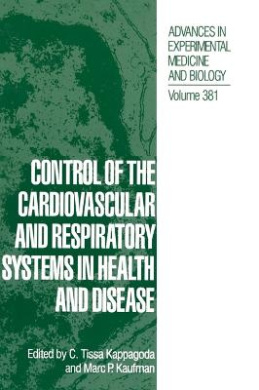 ADVANCES IN
EXPERIMENTAL
MEDICINE
AND BIOLOGY
Volume 381
CONTROL OF THE
CARDIOVASCULAR
AND RESPIRATORY
SYSTEMS IN HEALTH
AND DISEASE
Edited by C. Tissa Kappagoda
and Marc P. Kaufman